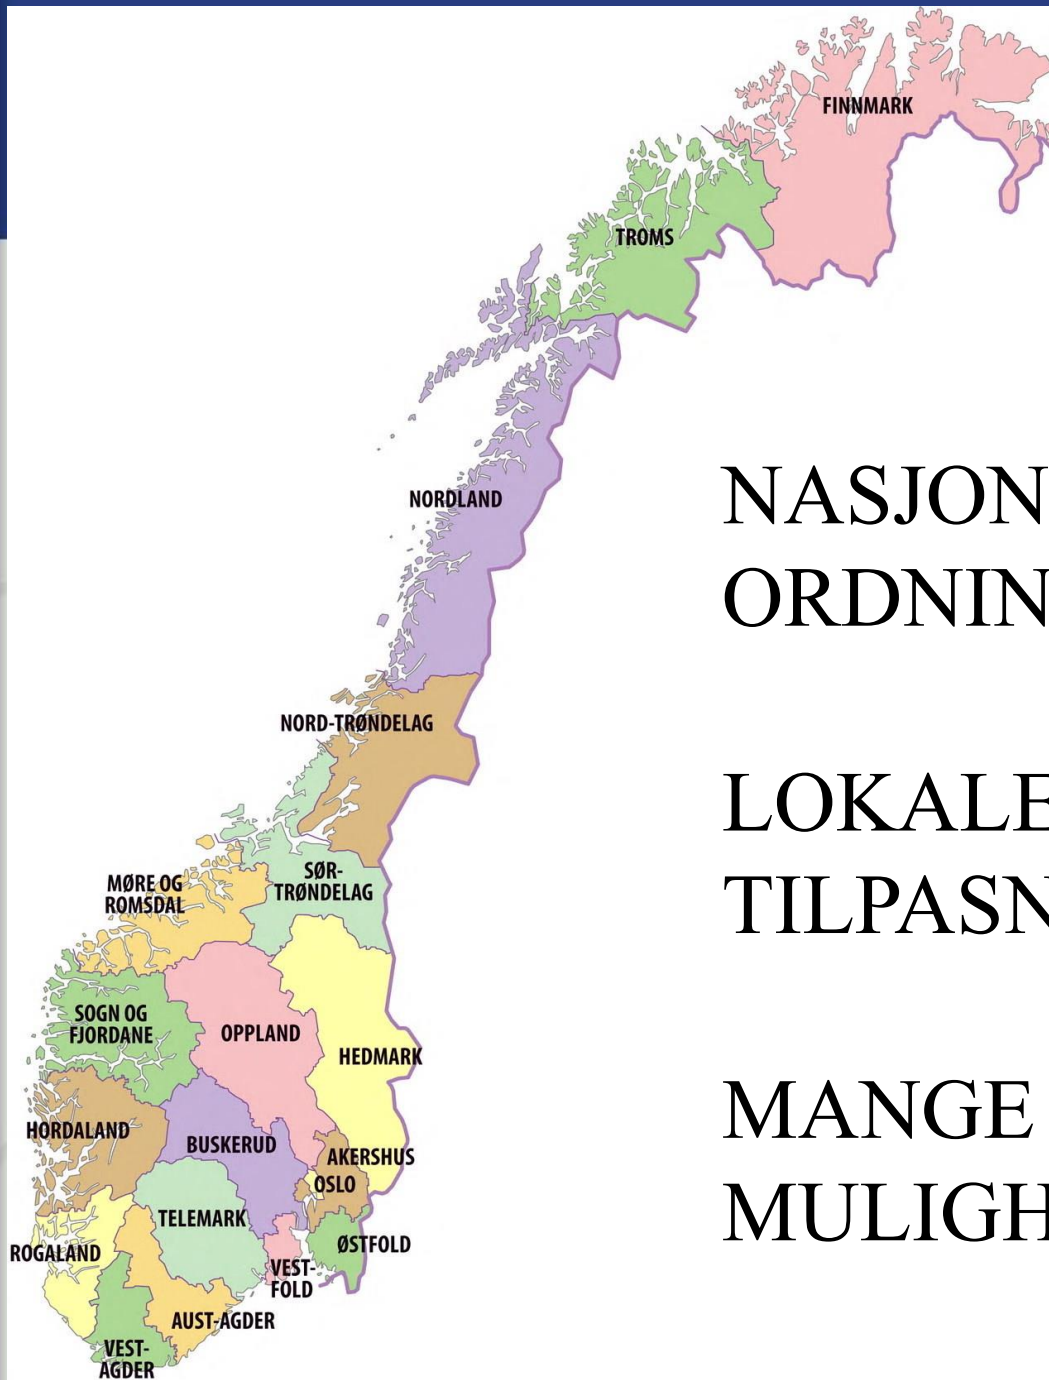 FINNMARK
TROMS
NORDLAND
NORD-TRØNDELAG
SØR-
TRØNDELAG
MØRE OG
ROMSDAL
SOGN OG
FJORDANE
OPPLAND
HEDMARK
HORDALAND
BUSKERUD
AKERSHUS
OSLO
TELEMARK
ØSTFOLD
ROGALAND
VEST-
FOLD
AUST-AGDER
VEST-
AGDER
NASJON
ORDNIN
LOKALE
TILPASN
MANGE
MULIGH